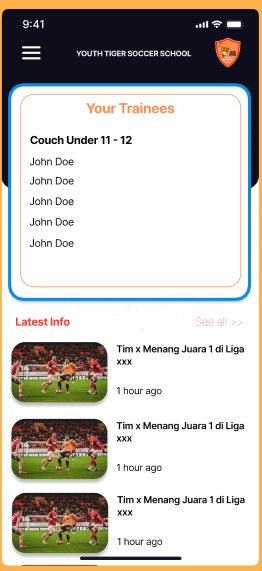 9:41
YOUTH TIGER SOCCER SCHOOL
Your Trainees
Couch Under 11 - 12
John Doe
John Doe
John Doe
John Doe
John Doe
Latest Info
See all >>
Tim x Menang Juara 1 di Liga
xxx
1 hour ago
Tim x Menang Juara 1 di Liga
xxx
1 hour ago
Tim x Menang Juara 1 di Liga
xxx
1 hour ago